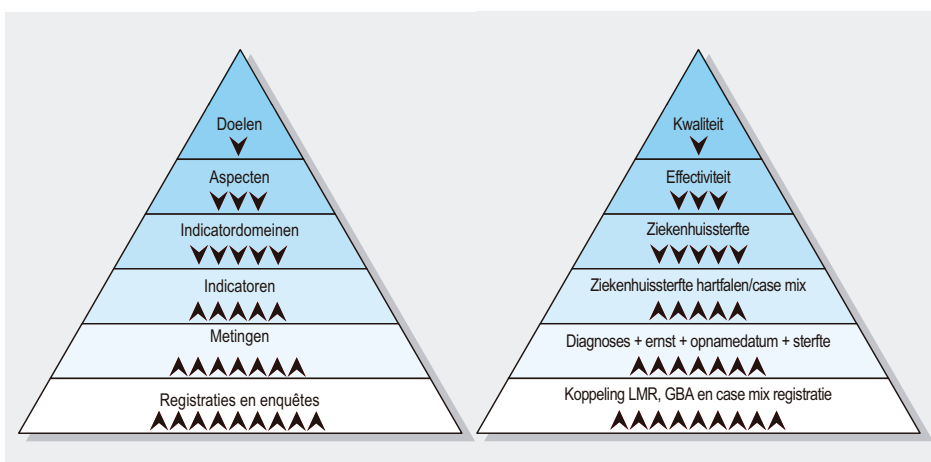 Doelen
Aspecten
Indicatordomeinen
Indicatoren
Metingen
Registraties en enquêtes
Kwaliteit
Effectiviteit
Ziekenhuissterfte
Ziekenhuissterfte hartfalen/case mix
Diagnoses + ernst + opnamedatum + sterfte
Koppeling LMR, GBA en case mix registratie